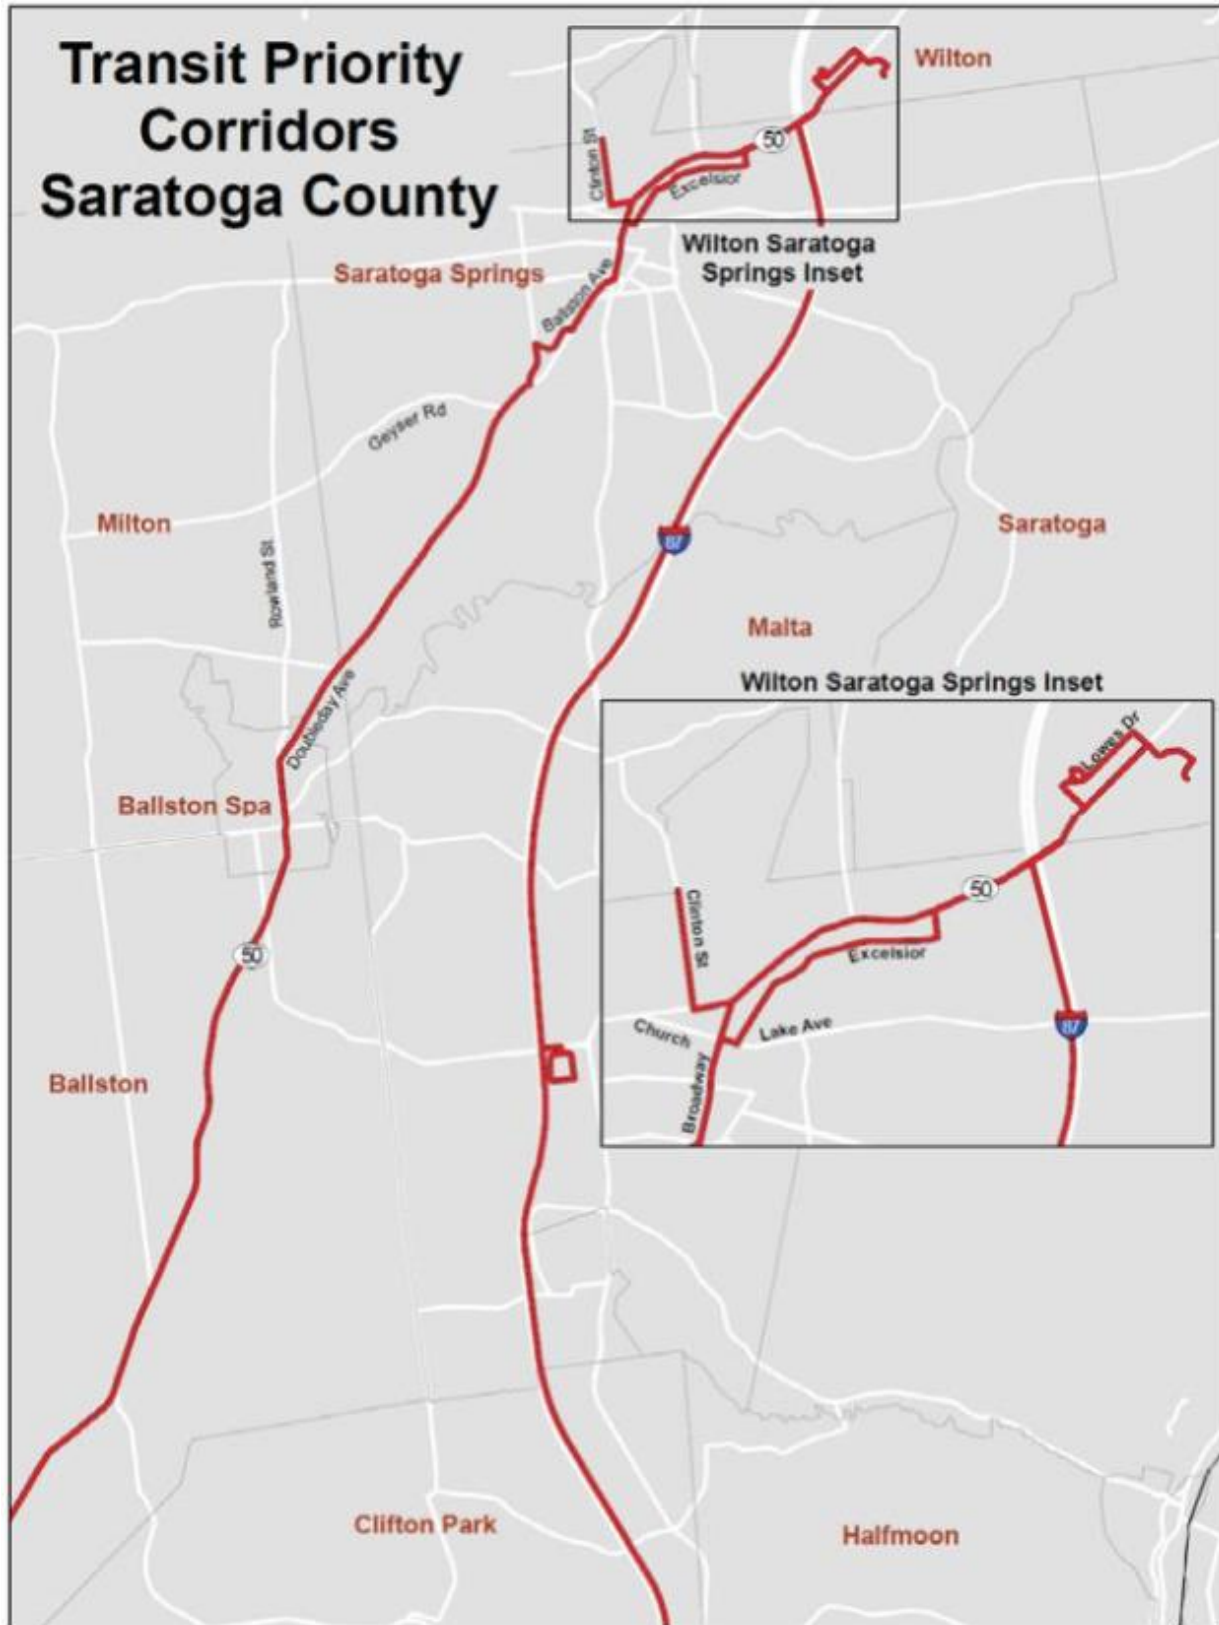 Transit Priority
Corridors
Saratoga County
Wilton
50
Clinton St
Excelsior
Wilton Saratoga
Springs Inset
Saratoga Springs
Ballston Ave
Geyser Rd
Milton
Saratoga
87
Rowland St
Malta
Wilton Saratoga Springs Inset
Doubleday Ave
Lowes Dr
Ballston Spa
50
Clinton St
Excelsior
50
Church
Lake Ave
87
Broadway
Ballston
Clifton Park
Halfmoon